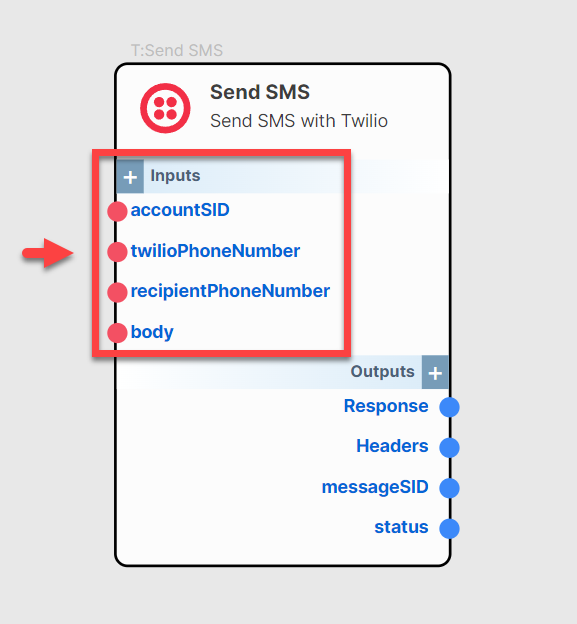 T:Send SMS
Send SMS
Send SMS with Twilio
+ Inputs
accountSID
twilioPhoneNumber
recipientPhoneNumber
body
Outputs +
Response
Headers
messageSID
status